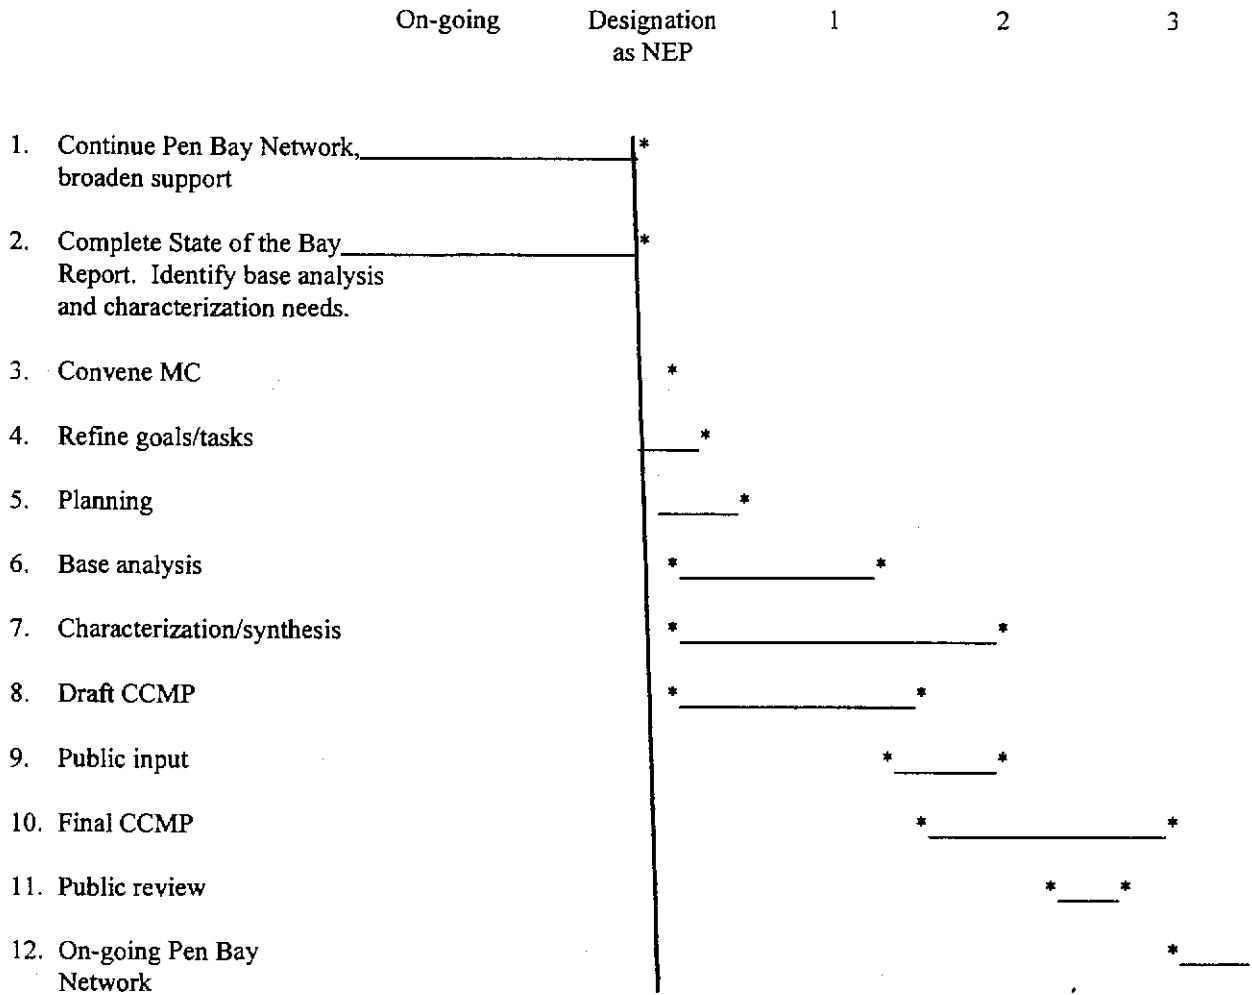 On-going Designation 1 2 3
as NEP
1. Continue Pen Bay Network, *
broaden support
2. Complete State of the Bay *
Report. Identify base analysis
and characterization needs.
3. Convene MC *
4. Refine goals/tasks *
5. Planning *
6. Base analysis * *
7. Characterization/synthesis * *
8. Draft CCMP * *
9. Public input * *
10. Final CCMP * *
11. Public review * *
12. On-going Pen Bay *
Network